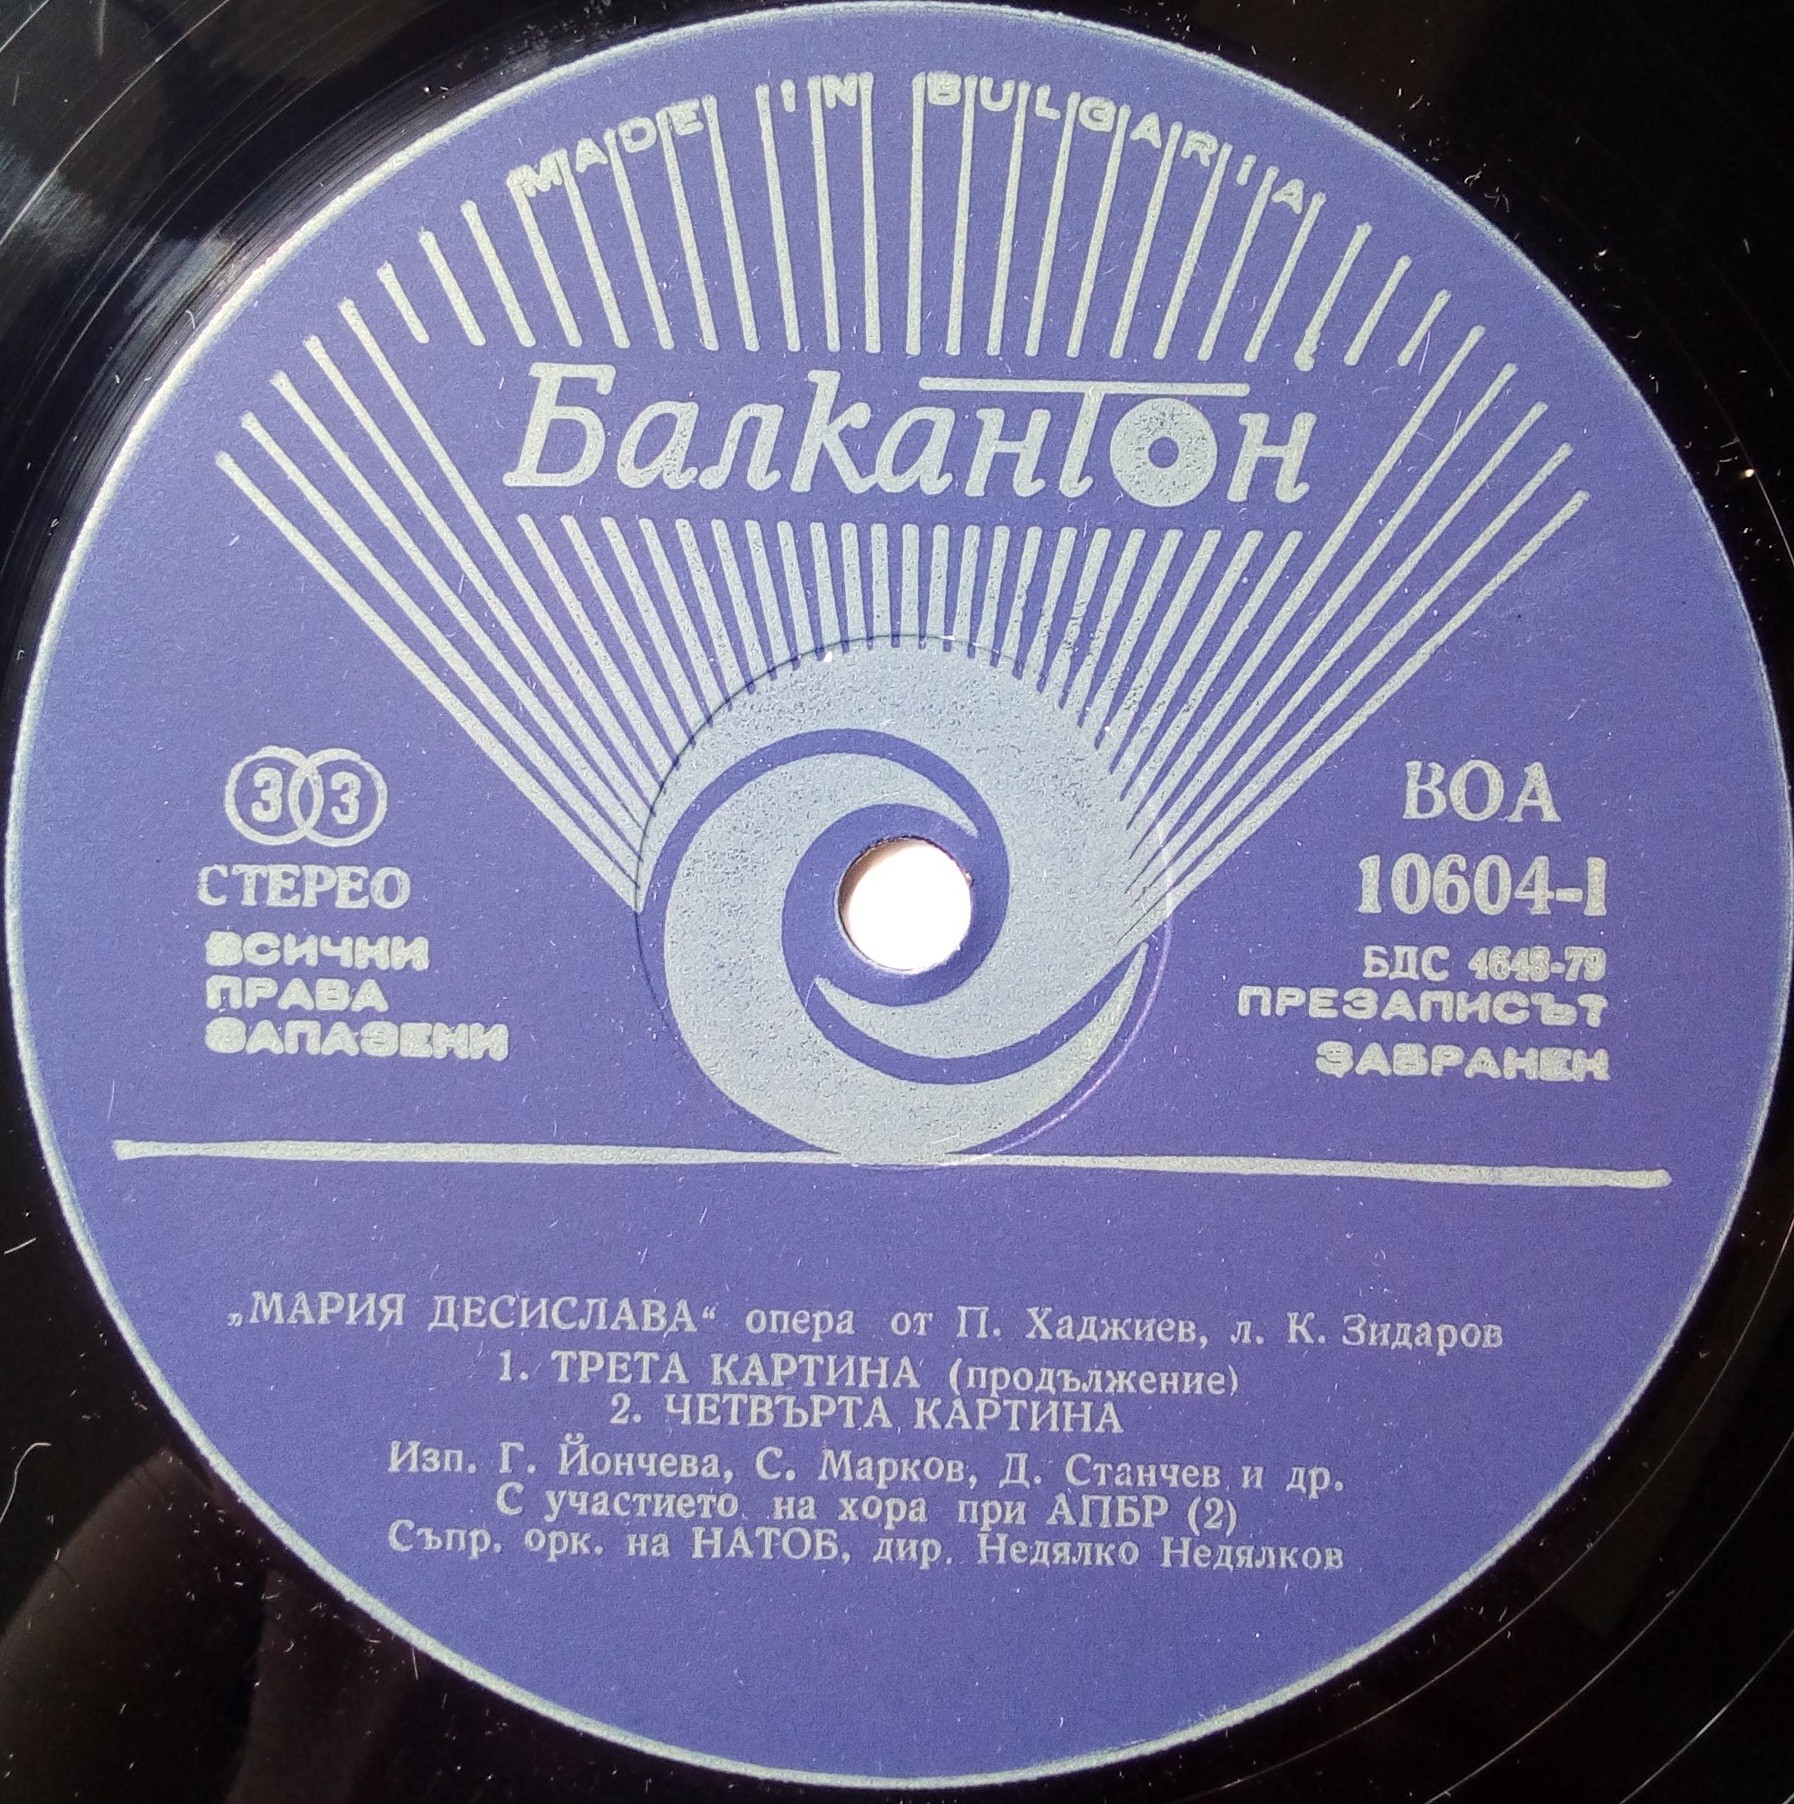 MADE IN BULGARIA
Балкантон
33
СТЕРЕО
ВСИЧКИ
ПРАВА
ЗАПАЗЕНИ
ВОА
10604-I
БДС 4648-79
ПРЕЗАПИСЪТ
ЗАБРАНЕН
„МАРИЯ ДЕСИСЛАВА“ опера от П. Хаджиев, л. К. Зидаров
1. ТРЕТА КАРТИНА (продължение)
2. ЧЕТВЪРТА КАРТИНА
Изп. Г. Йончева, С. Марков, Д. Станчев и др.
С участието на хора при АПБР (2)
Съпр. орк. на НАТОБ, дир. Недялко Недялков